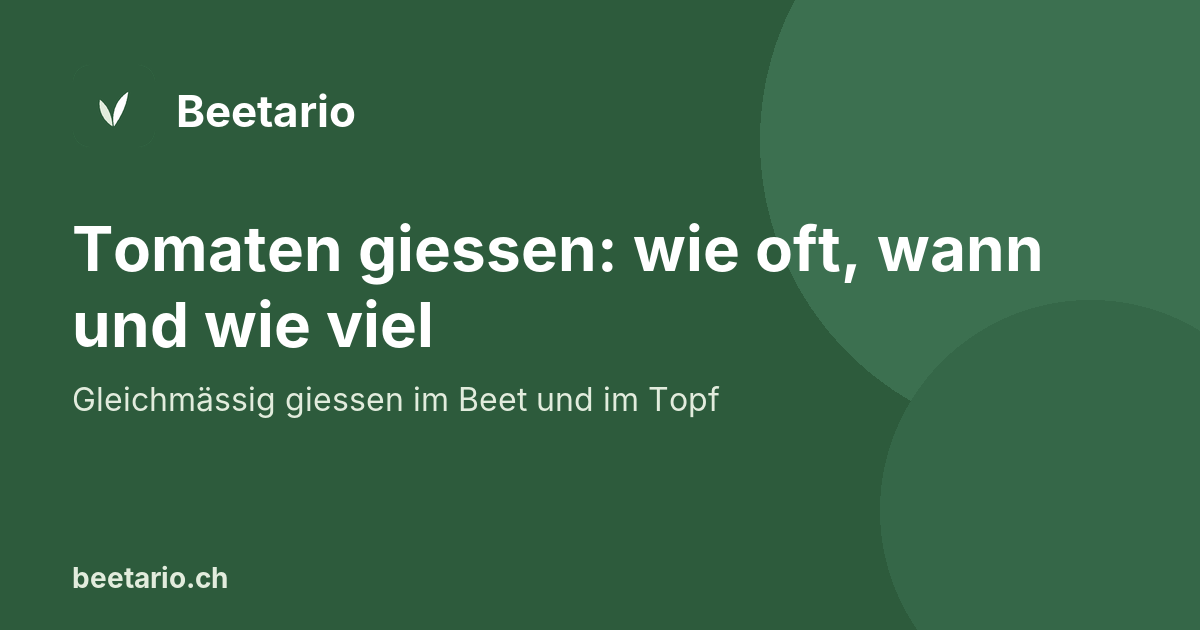 Beetario
Tomaten giessen: wie oft, wann
und wie viel
Gleichmässig giessen im Beet und im Topf
beetario.ch